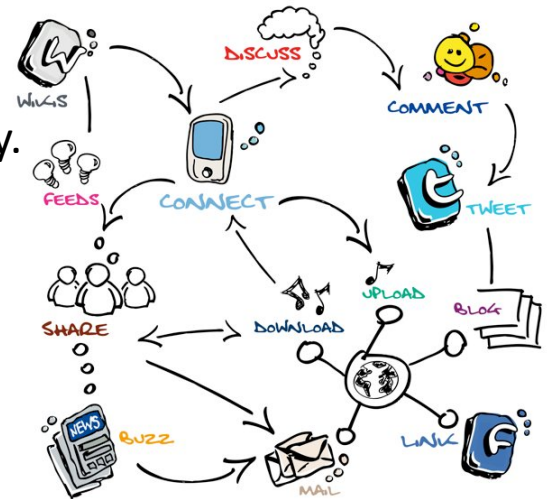 DISCUSS
WIKIS
COMMENT
y.
FEEDS
CONNECT
TWEET
UPLOAD
BLOG
SHARE
DOWNLOAD
NEWS
BUZZ
LINK
MAIL